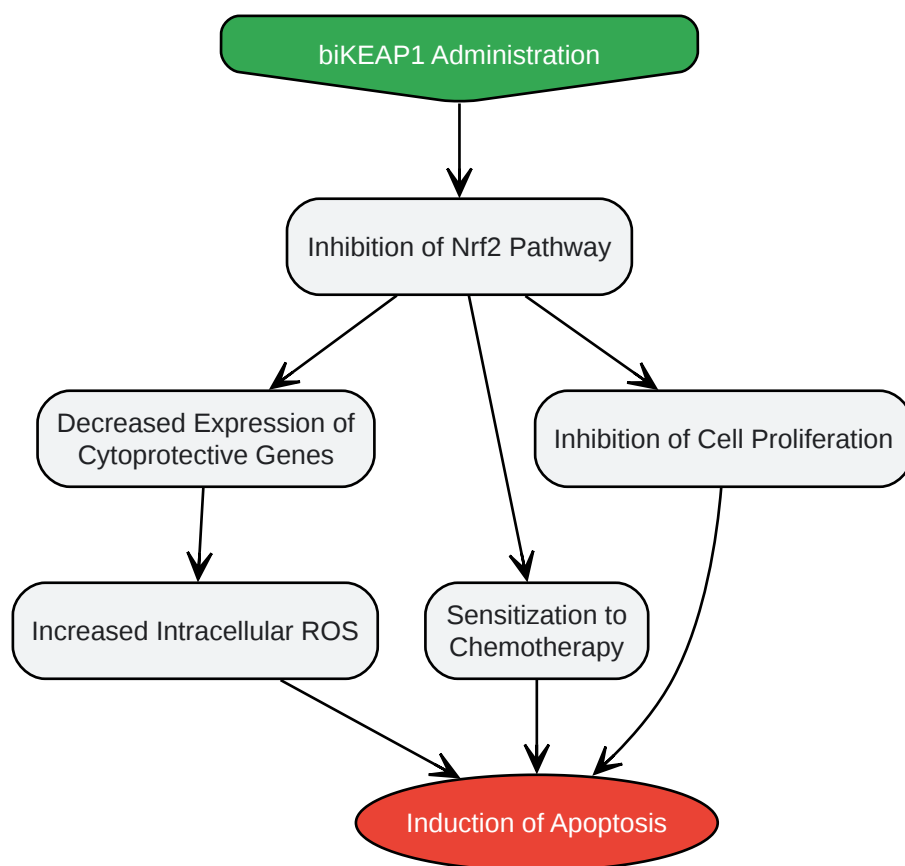 biKEAP1 Administration
Inhibition of Nrf2 Pathway
Decreased Expression of
Cytoprotective Genes
Inhibition of Cell Proliferation
Increased Intracellular ROS
Sensitization to
Chemotherapy
Induction of Apoptosis